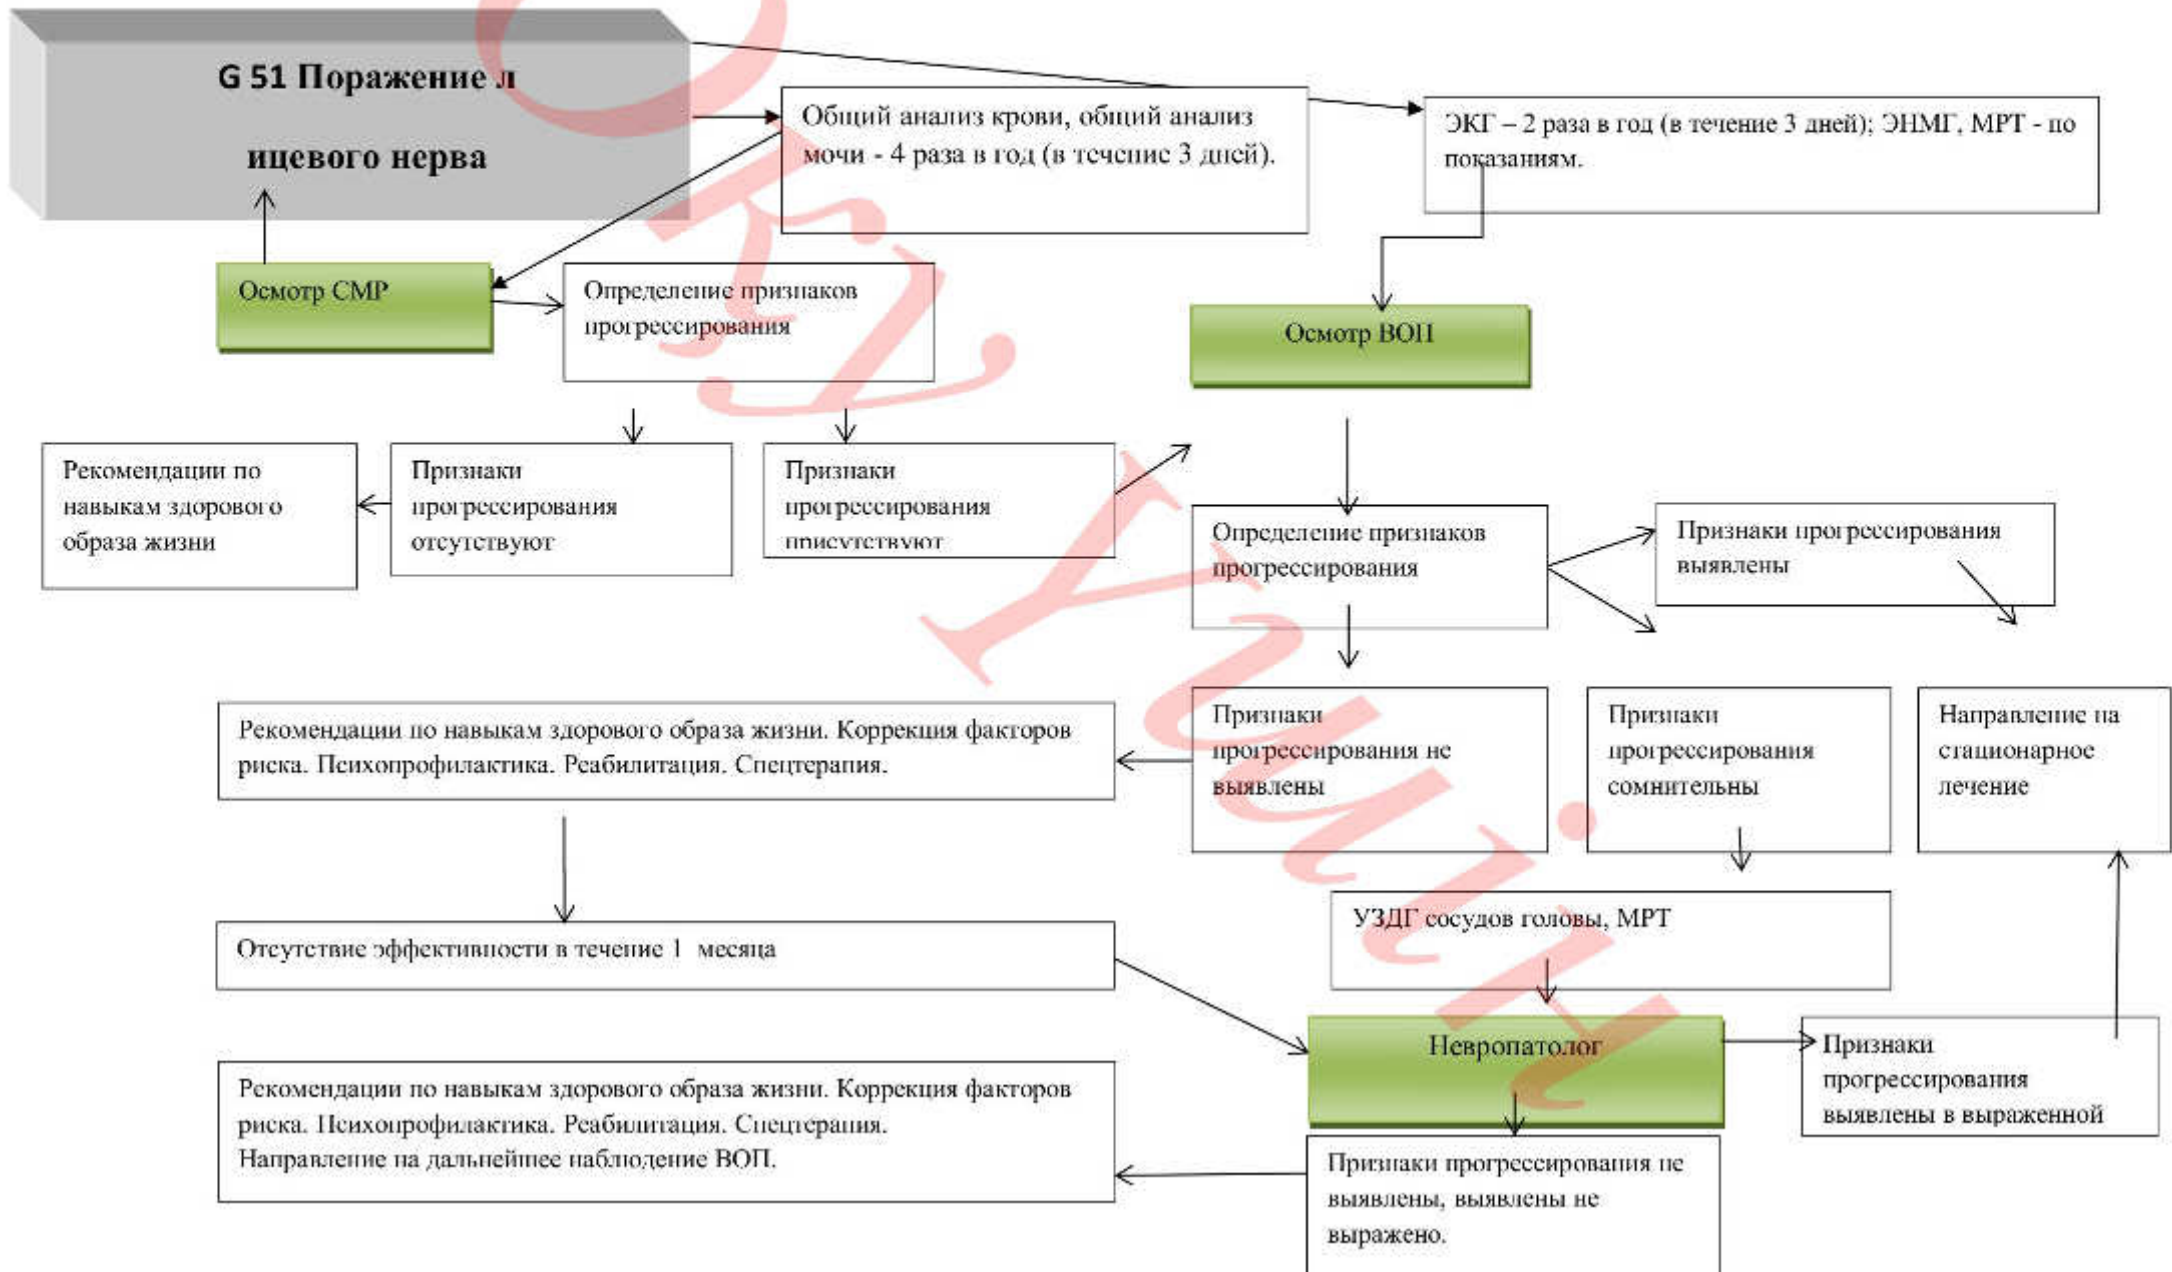 G 51 Поражение л
ицевого нерва
Общий анализ крови, общий анализ
мочи - 4 раза в год (в течение 3 дней).
ЭКГ – 2 раза в год (в течение 3 дней); ЭНМГ, МРТ - по
показаниям.
Осмотр СМР
Определение признаков
прогрессирования
Осмотр ВОП
Рекомендации по
навыкам здорового
образа жизни
Признаки
прогрессирования
отсутствуют
Признаки
прогрессирования
присутствуют
Определение признаков
прогрессирования
Признаки прогрессирования
выявлены
Рекомендации по навыкам здорового образа жизни. Коррекция факторов
риска. Психопрофилактика. Реабилитация. Спецтерапия.
Признаки
прогрессирования не
выявлены
Признаки
прогрессирования
сомнительны
Направление на
стационарное
лечение
УЗДГ сосудов головы, МРТ
Отсутствие эффективности в течение 1 месяца
Невропатолог
Признаки
прогрессирования
выявлены в выраженной
Рекомендации по навыкам здорового образа жизни. Коррекция факторов
риска. Психопрофилактика. Реабилитация. Спецтерапия.
Направление на дальнейшее наблюдение ВОП.
Признаки прогрессирования не
выявлены, выявлены не
выражено.
Оқу үшін